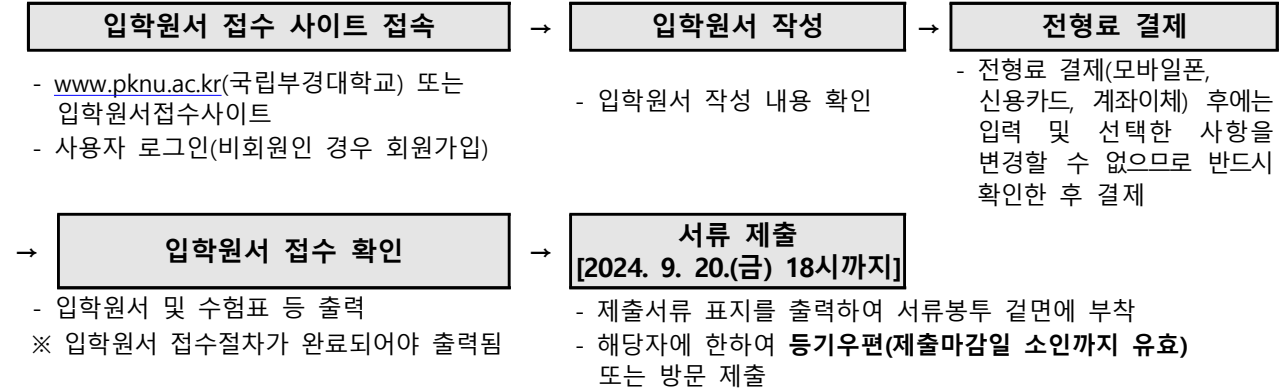 입학원서 접수 사이트 접속 → 입학원서 작성 → 전형료 결제
- www.pknu.ac.kr(국립부경대학교) 또는
입학원서접수사이트
- 사용자 로그인(비회원인 경우 회원가입)
- 입학원서 작성 내용 확인
- 전형료 결제(모바일폰,
신용카드, 계좌이체) 후에는
입력 및 선택한 사항을
변경할 수 없으므로 반드시
확인한 후 결제
→ 입학원서 접수 확인 →
서류 제출
[2024. 9. 20.(금) 18시까지]
- 입학원서 및 수험표 등 출력
※ 입학원서 접수절차가 완료되어야 출력됨
- 제출서류 표지를 출력하여 서류봉투 겉면에 부착
- 해당자에 한하여 등기우편(제출마감일 소인까지 유효)
또는 방문 제출